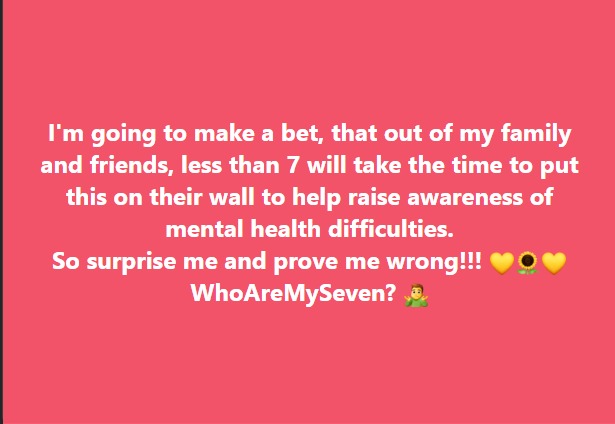 I'm going to make a bet, that out of my family
and friends, less than 7 will take the time to put
this on their wall to help raise awareness of
mental health difficulties.
So surprise me and prove me wrong!!! 💛🌻💛
WhoAreMySeven? 🤷‍♂️